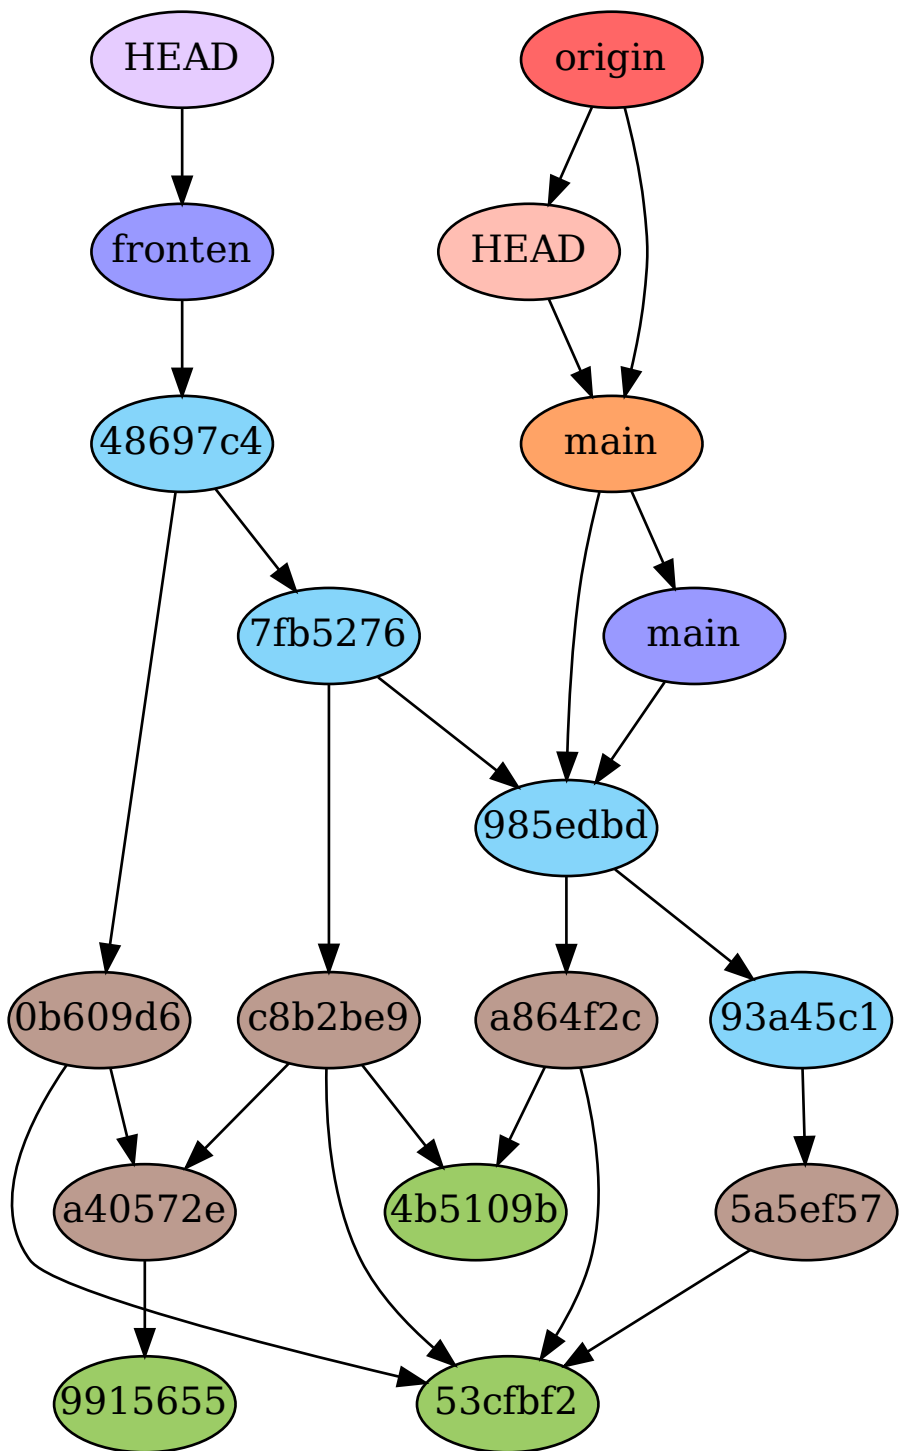 HEAD
origin
fronten
HEAD
48697c4
main
7fb5276
main
985edbd
0b609d6
c8b2be9
a864f2c
93a45c1
a40572e
4b5109b
5a5ef57
9915655
53cfbf2